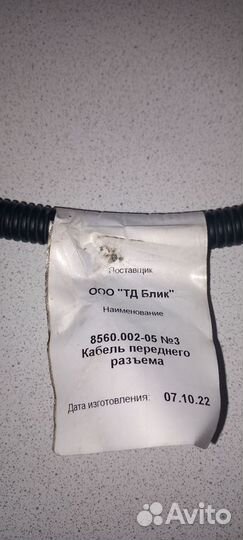 Поставщик
ООО "ТД Блик"
Наименование
8560.002-05 №3
Кабель переднего
разъема
Дата изготовления: 07.10.22
Avito